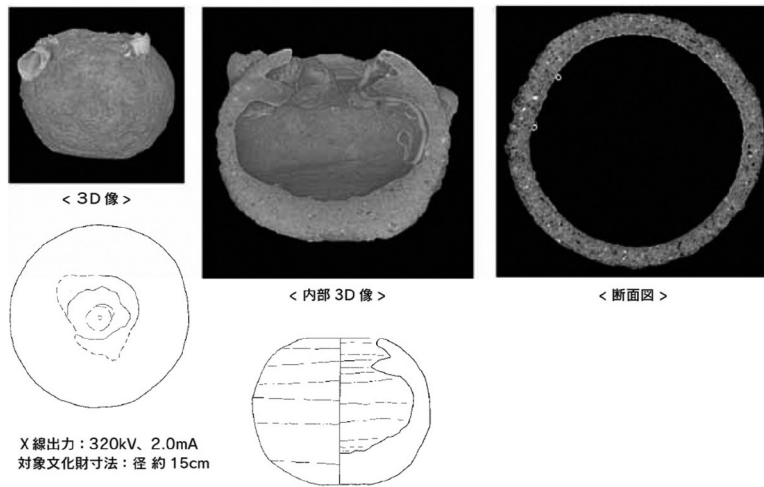 < 3D 像 >
< 内部 3D 像 >
< 断面図 >
X 線出力：320kV、2.0mA
対象文化財寸法：径 約 15cm